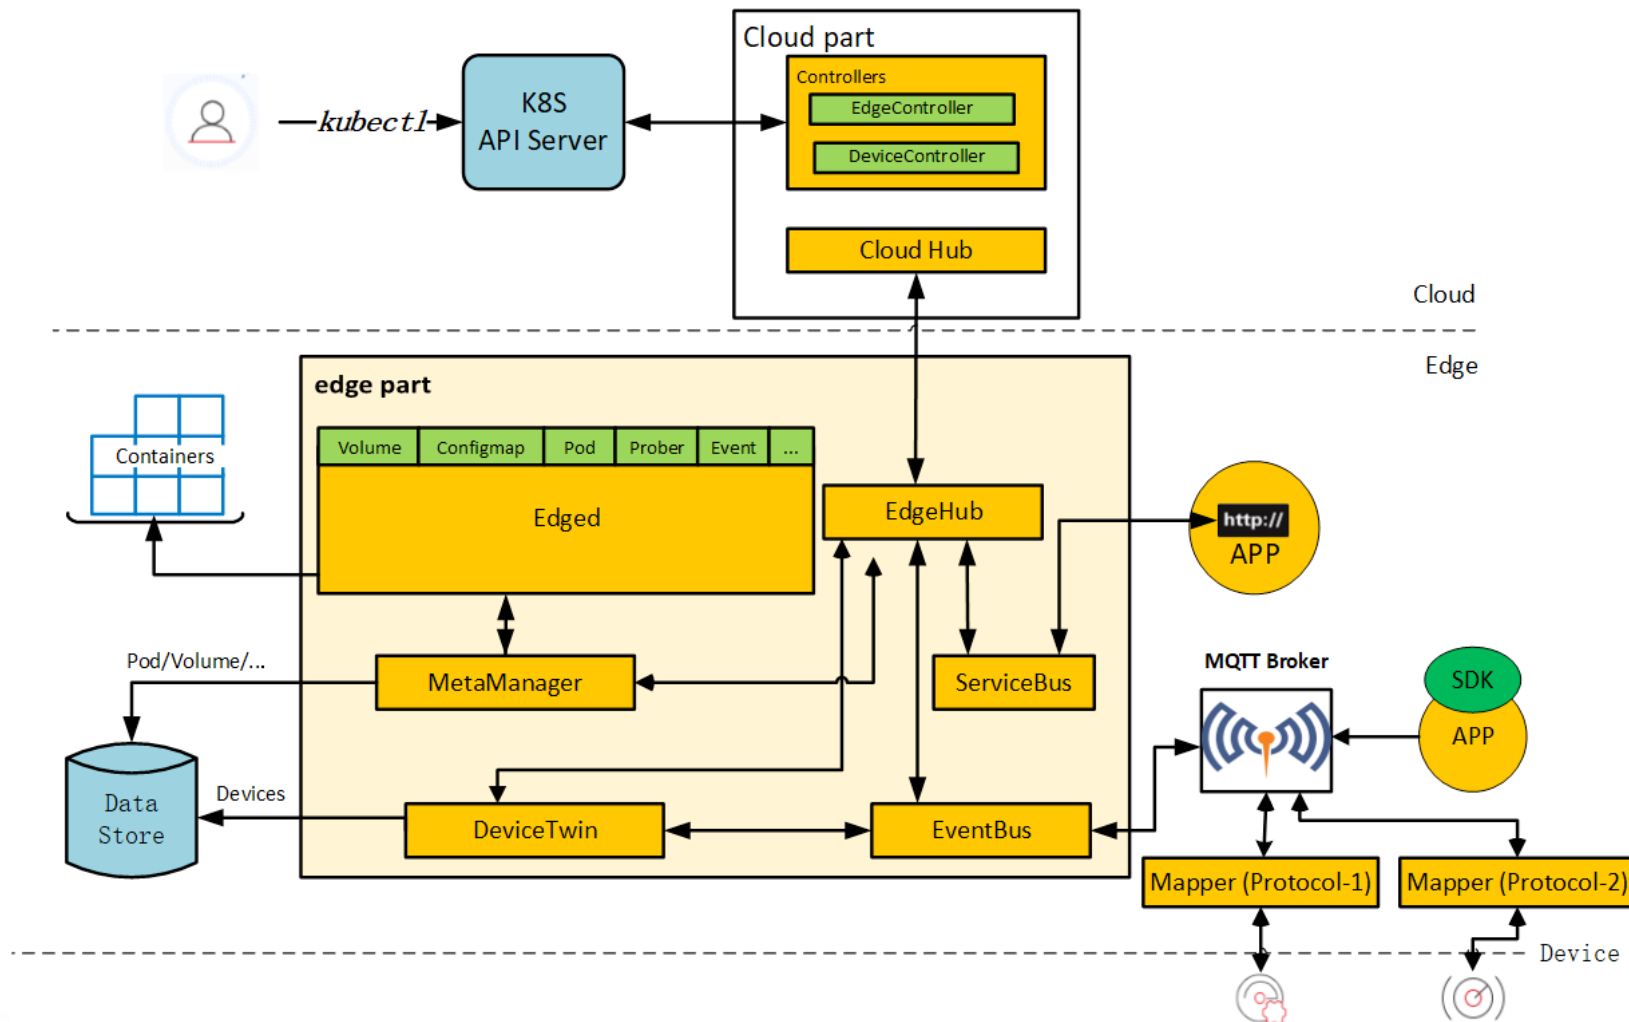 Cloud part
Controllers
EdgeController
DeviceController
kubectl
K8S
API Server
Cloud Hub
Cloud
Edge
edge part
Volume
Configmap
Pod
Prober
Event
...
Containers
Edged
EdgeHub
http://
APP
Pod/Volume/...
MetaManager
ServiceBus
MQTT Broker
SDK
APP
Data
Store
Devices
DeviceTwin
EventBus
Mapper (Protocol-1)
Mapper (Protocol-2)
Device